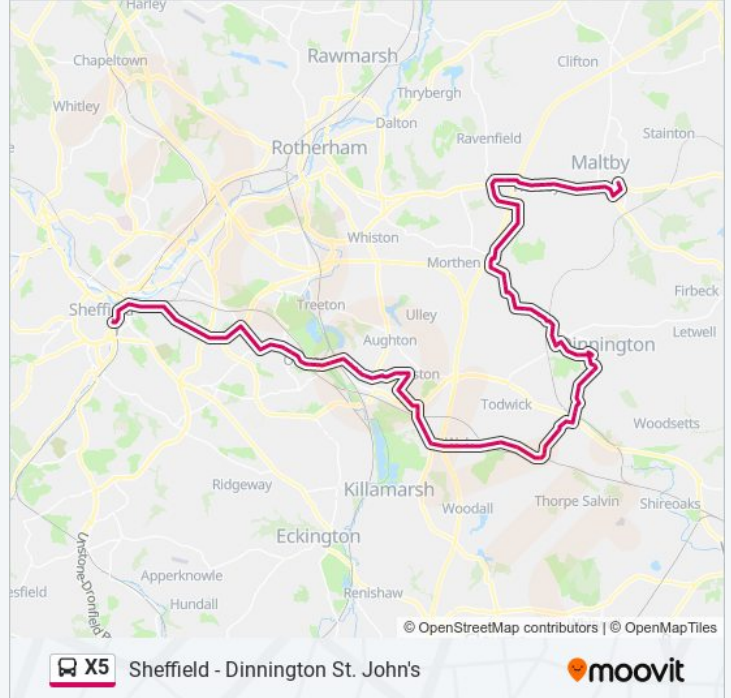 Harley
Chapeltown
Rawmarsh
Clifton
Thrybergh
Whitley
Dalton
Stainton
Ravenfield
Rotherham
Maltby
Whiston
Morthen
Firbeck
Treeton
Sheffi
Ulley
Letwell
Aughton
Dinnington
ston
Todwick
Woodsetts
Ridgeway
Killamarsh
Thorpe Salvin
Shireoaks
Woodall
Eckington
Unstone-Dronfield
Apperknowle
esfield
Renishaw
Hundall
© OpenStreetMap contributors | © OpenMapTiles
X5 Sheffield - Dinnington St. John's
moovit